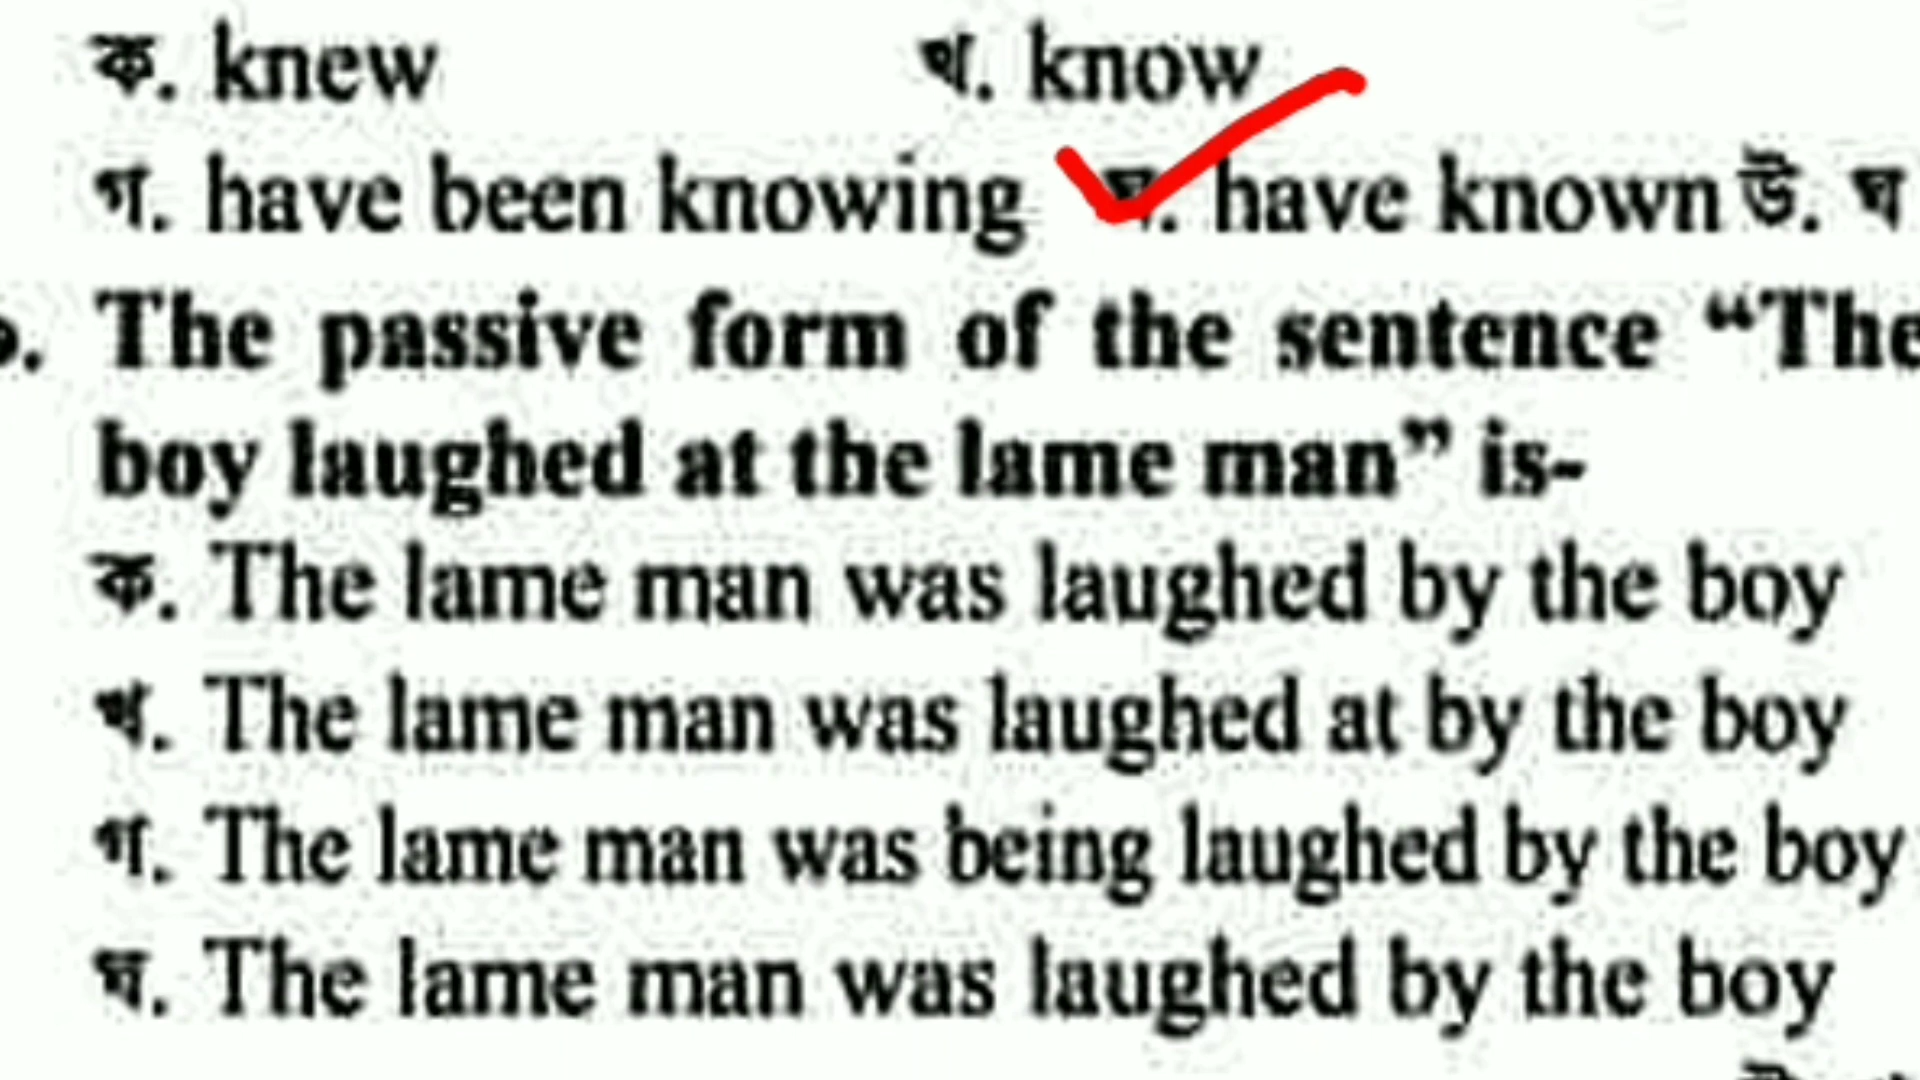 ক. knew খ. know
গ. have been knowing ঘ. have known উ. ঘ
The passive form of the sentence “The
boy laughed at the lame man” is-
ক. The lame man was laughed by the boy
খ. The lame man was laughed at by the boy
গ. The lame man was being laughed by the boy
ঘ. The lame man was laughed by the boy